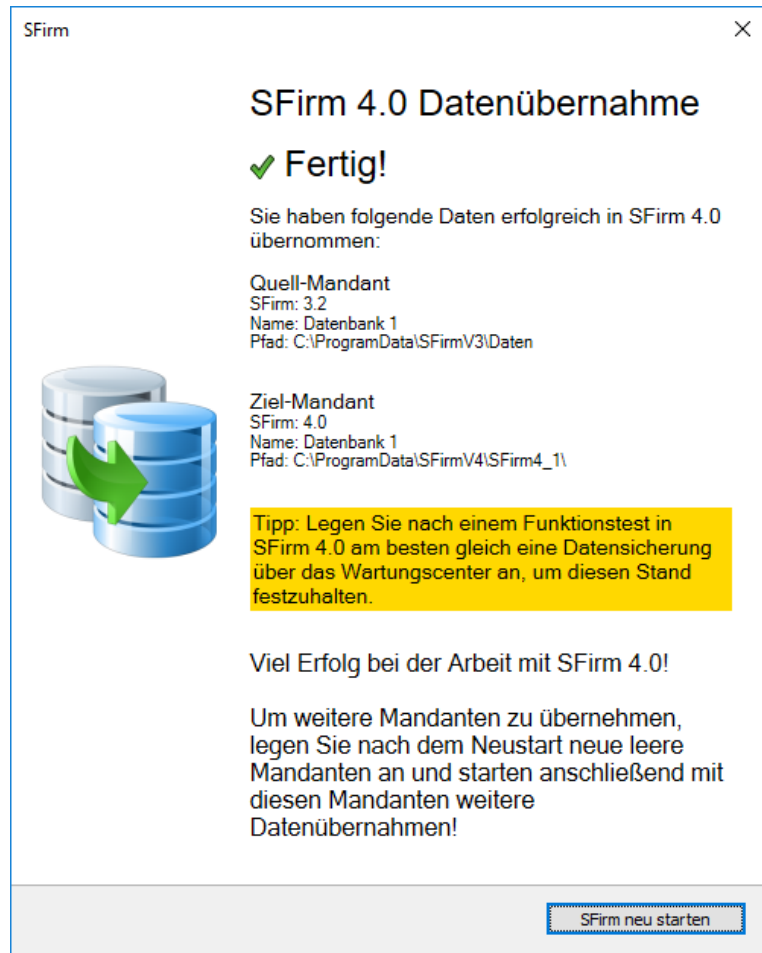 SFirm
SFirm 4.0 Datenübernahme
Fertig!
Sie haben folgende Daten erfolgreich in SFirm 4.0
übernommen:
Quell-Mandant
SFirm: 3.2
Name: Datenbank 1
Pfad: C:\ProgramData\SFirmV3\Daten
Ziel-Mandant
SFirm: 4.0
Name: Datenbank 1
Pfad: C:\ProgramData\SFirmV4\SFirm4_1\
Tipp: Legen Sie nach einem Funktionstest in
SFirm 4.0 am besten gleich eine Datensicherung
über das Wartungscenter an, um diesen Stand
festzuhalten.
Viel Erfolg bei der Arbeit mit SFirm 4.0!
Um weitere Mandanten zu übernehmen,
legen Sie nach dem Neustart neue leere
Mandanten an und starten anschließend mit
diesen Mandanten weitere
Datenübernahmen!
SFirm neu starten